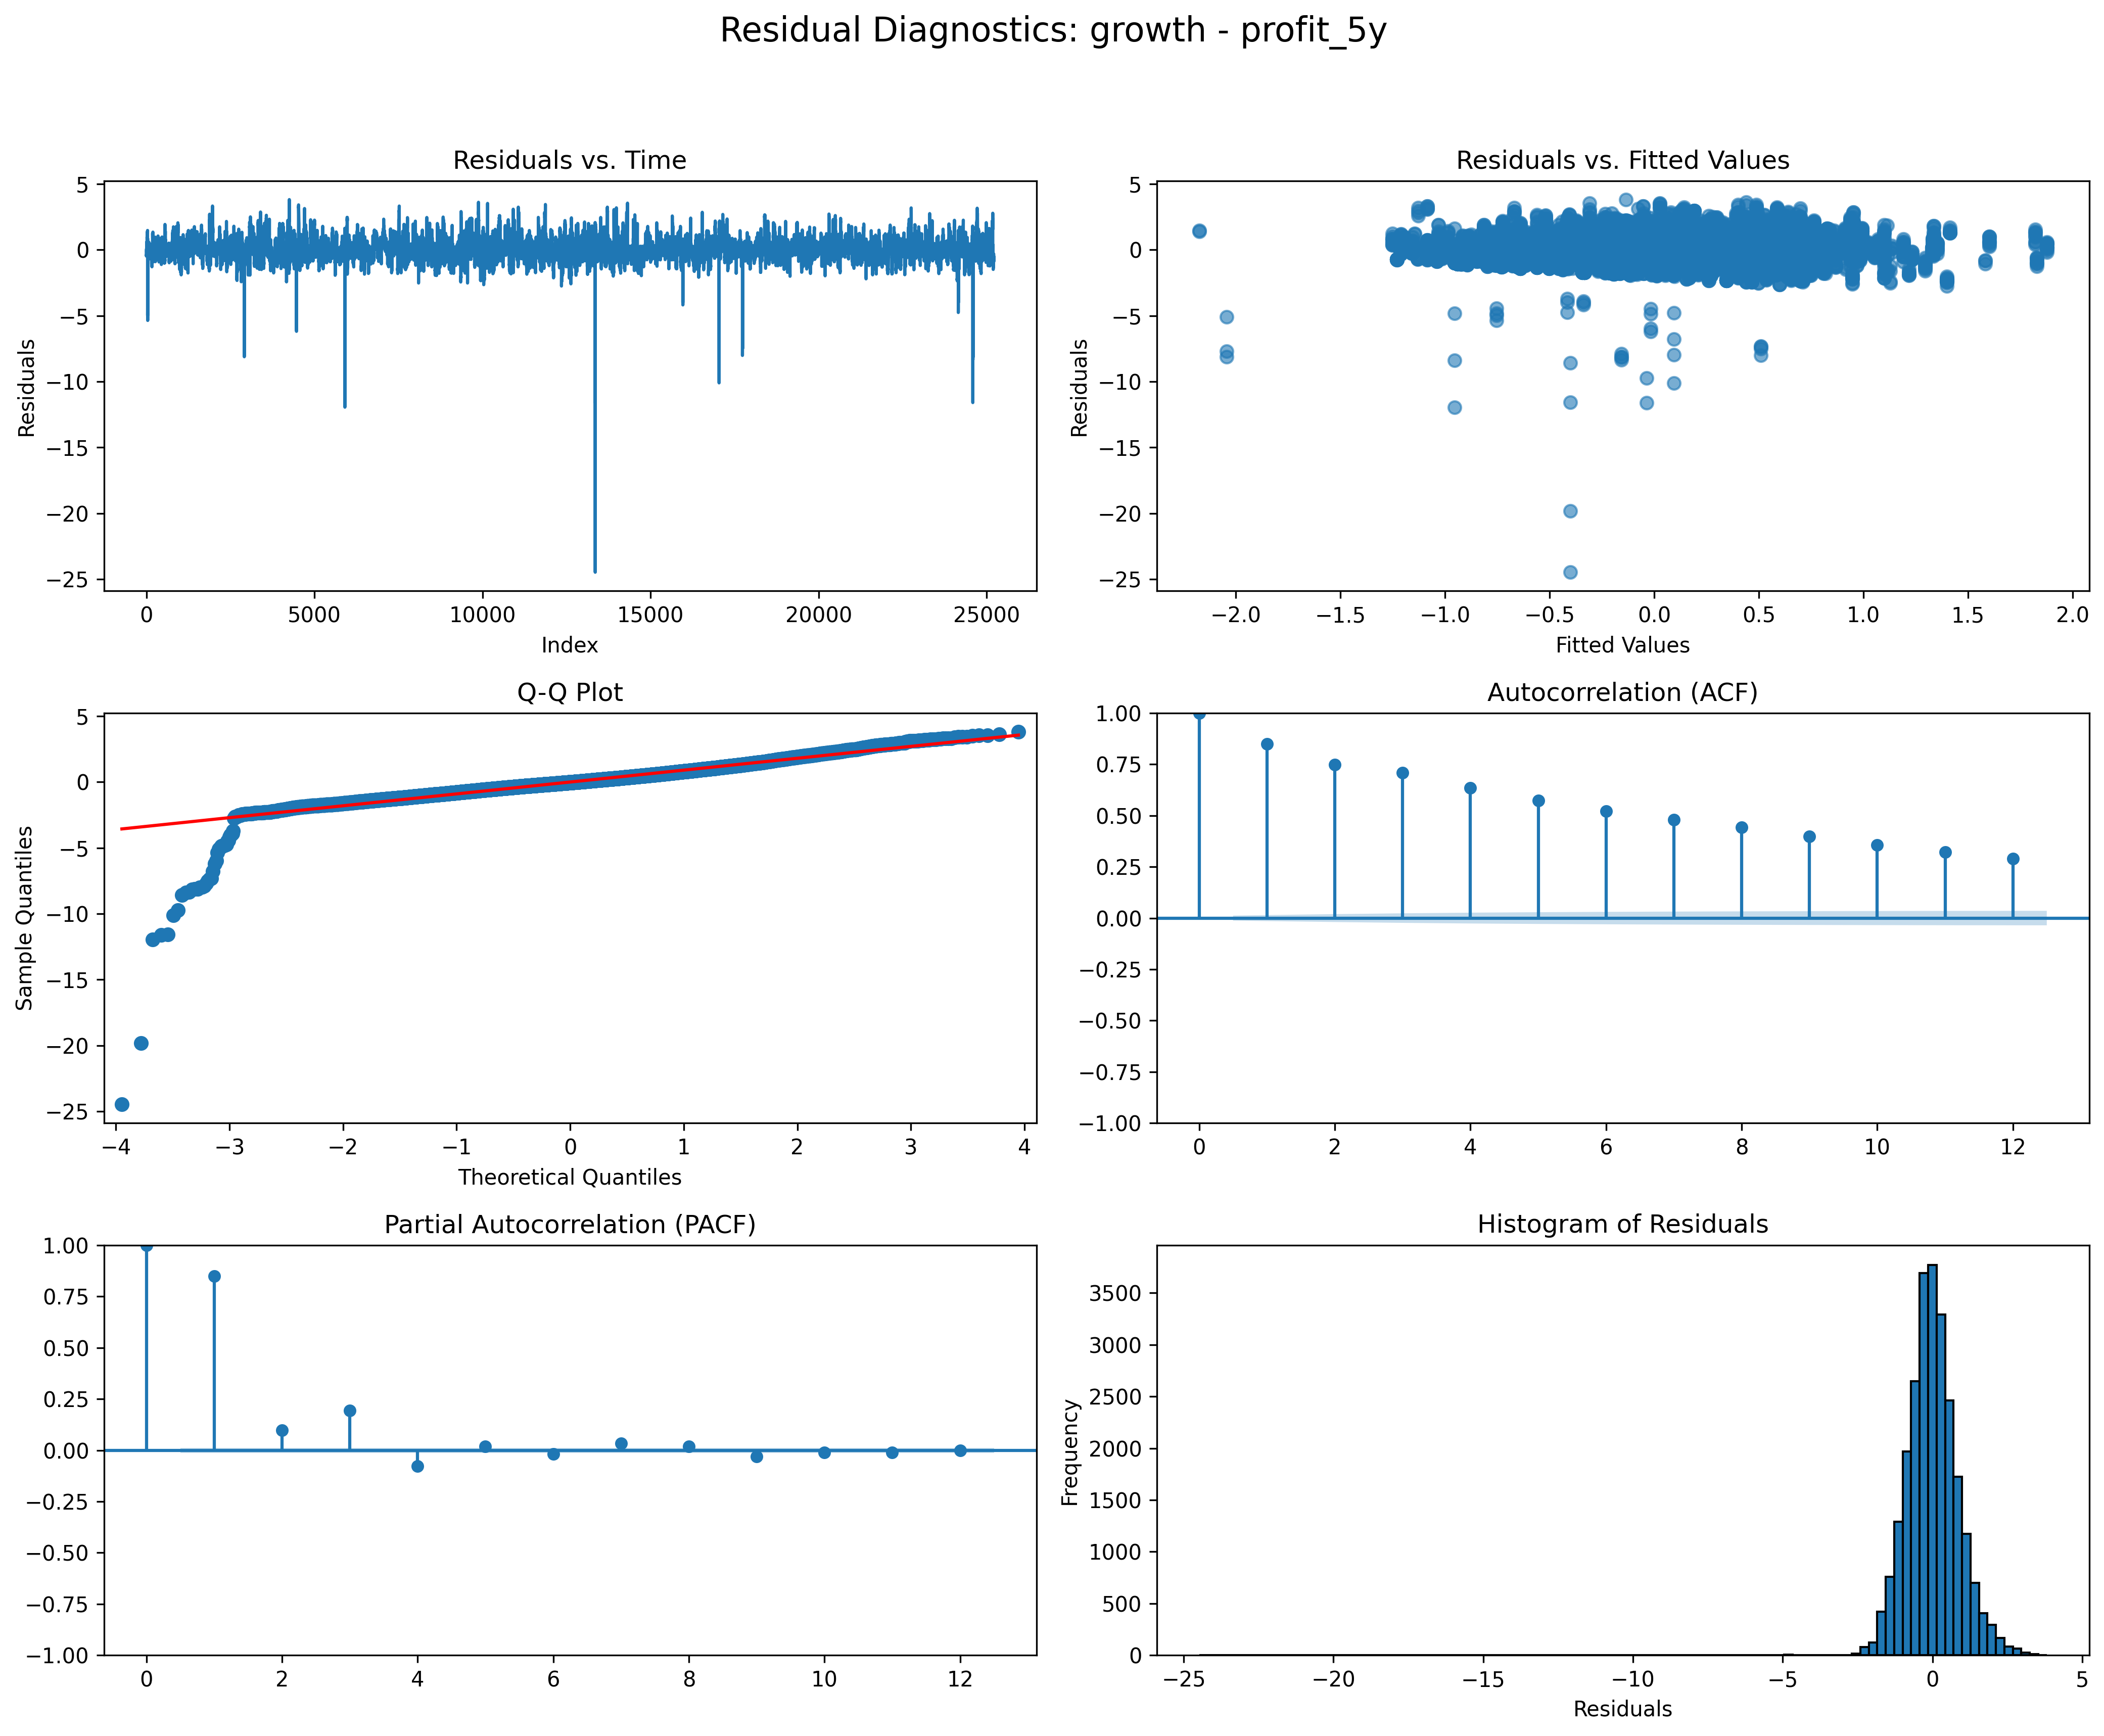 Residual Diagnostics: growth - profit_5y
Residuals vs. Time
5
0
−5
−10
−15
−20
−25
Residuals
0 5000 10000 15000 20000 25000
Index
Residuals vs. Fitted Values
5
0
−5
−10
−15
−20
−25
Residuals
−2.0 −1.5 −1.0 −0.5 0.0 0.5 1.0 1.5 2.0
Fitted Values
Q-Q Plot
5
0
−5
−10
−15
−20
−25
Sample Quantiles
−4 −3 −2 −1 0 1 2 3 4
Theoretical Quantiles
Autocorrelation (ACF)
1.00
0.75
0.50
0.25
0.00
−0.25
−0.50
−0.75
−1.00
0 2 4 6 8 10 12
Partial Autocorrelation (PACF)
1.00
0.75
0.50
0.25
0.00
−0.25
−0.50
−0.75
−1.00
0 2 4 6 8 10 12
Histogram of Residuals
3500
3000
2500
2000
1500
1000
500
0
Frequency
−25 −20 −15 −10 −5 0 5
Residuals